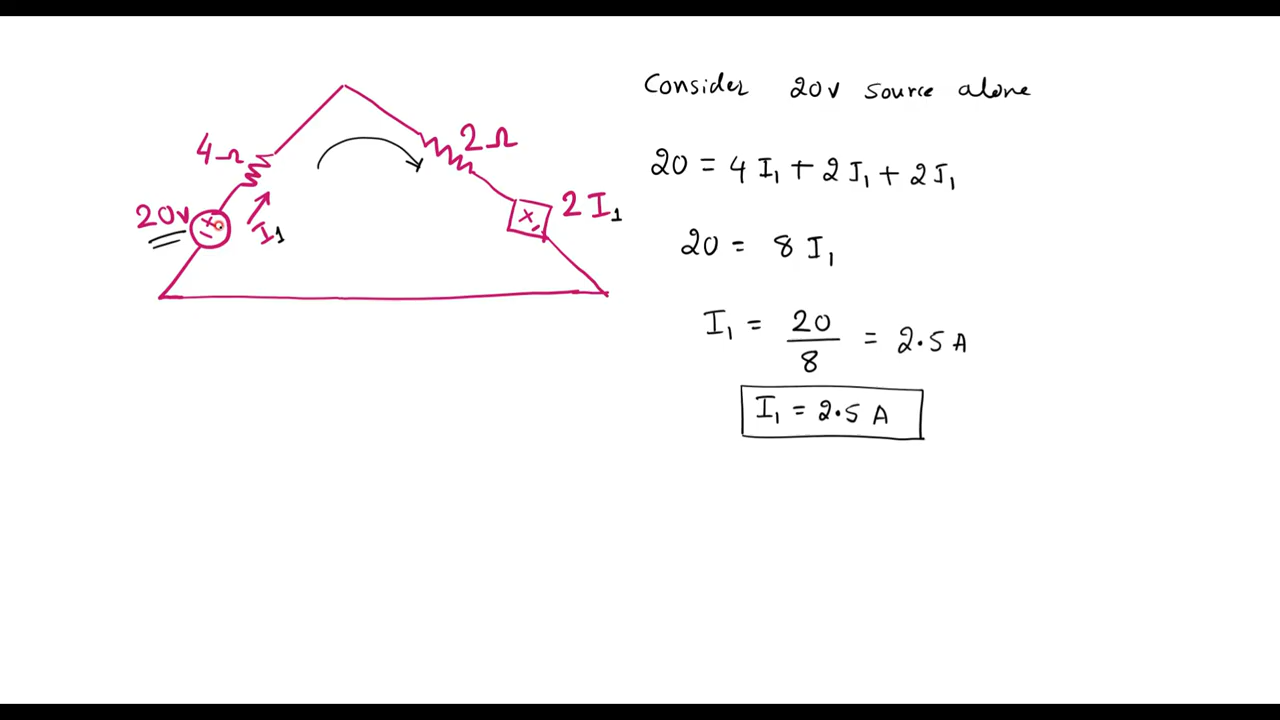 Consider 20v source alone
4Ω
2Ω
20v
+
-
I1
+
-
2 I1
20 = 4 I1 + 2 I1 + 2 I1
20 = 8 I1
I1 = 20/8 = 2.5 A
I1 = 2.5 A